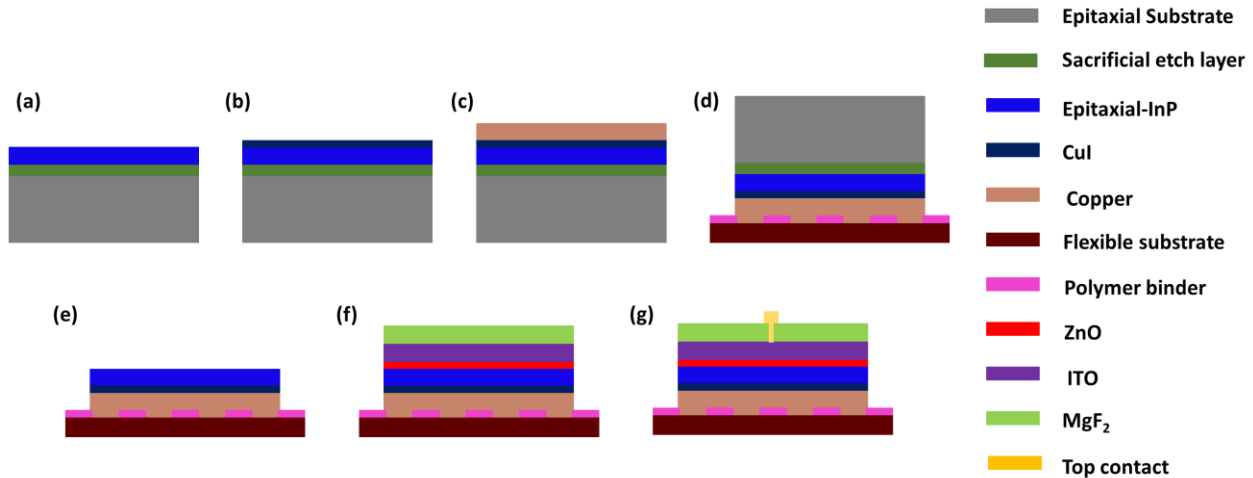 (a)
(b)
(c)
(d)
(e)
(f)
(g)
Epitaxial Substrate
Sacrificial etch layer
Epitaxial-InP
CuI
Copper
Flexible substrate
Polymer binder
ZnO
ITO
MgF₂
Top contact